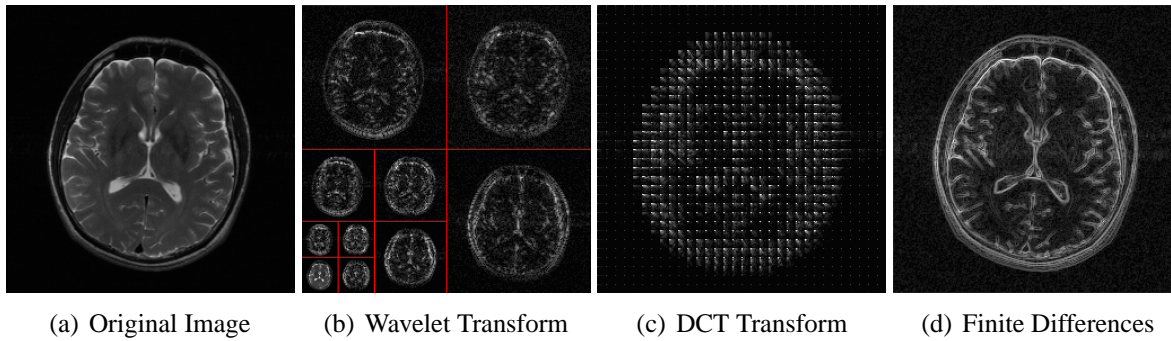 (a) Original Image
(b) Wavelet Transform
(c) DCT Transform
(d) Finite Differences